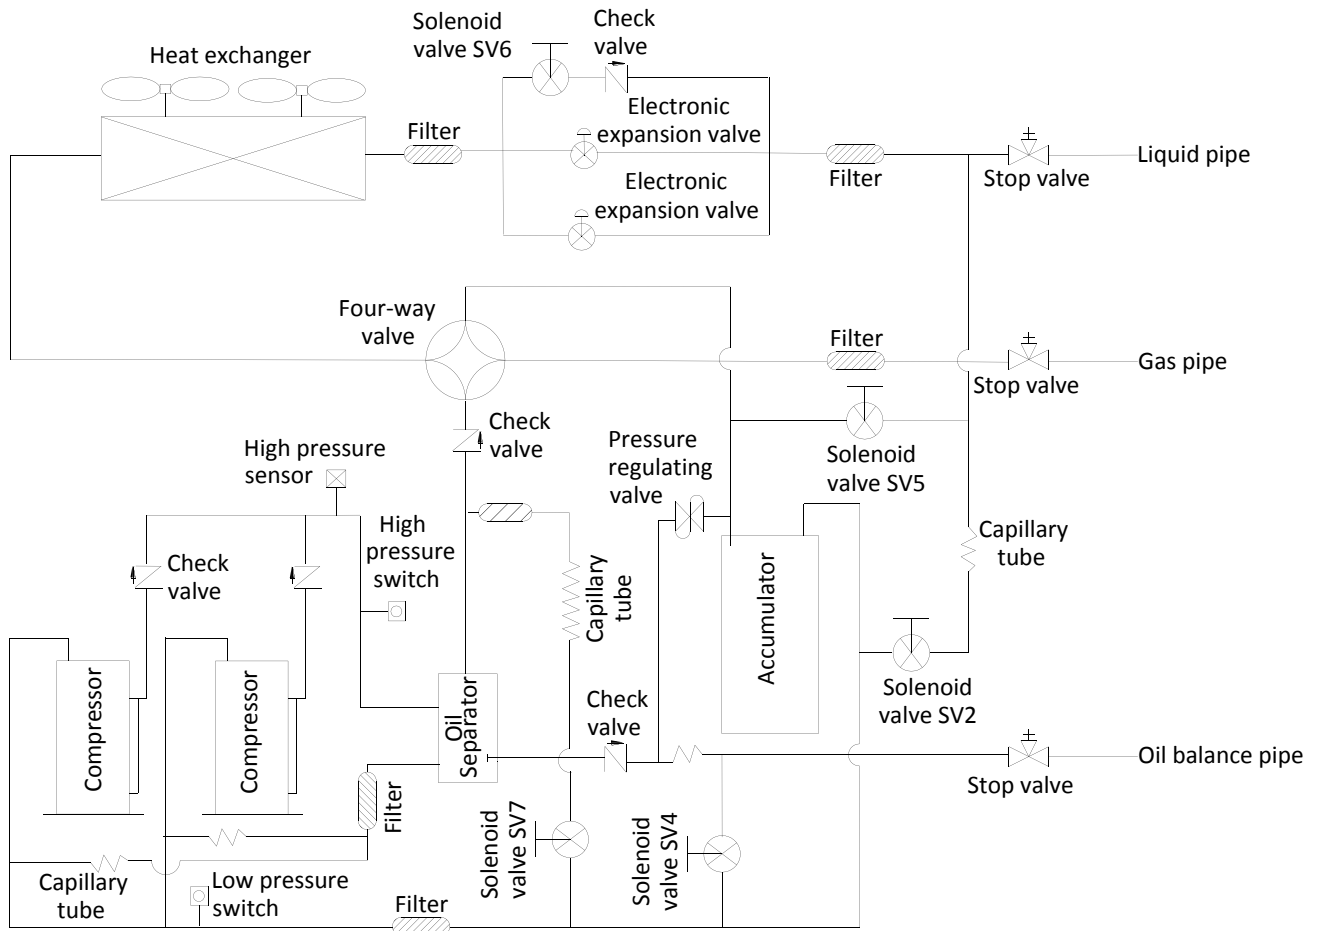 Solenoid
valve SV6
Check
valve
Heat exchanger
Electronic
expansion valve
Filter
Filter
Stop valve
Liquid pipe
Electronic
expansion valve
Four-way
valve
Filter
Stop valve
Gas pipe
Check
valve
High pressure
sensor
Pressure
regulating
valve
Solenoid
valve SV5
High
pressure
switch
Check
valve
Capillary
tube
Capillary
tube
Accumulator
Compressor
Compressor
Oil
Separator
Check
valve
Solenoid
valve SV2
Oil balance pipe
Stop valve
Filter
Solenoid
valve SV7
Solenoid
valve SV4
Capillary
tube
Low pressure
switch
Filter